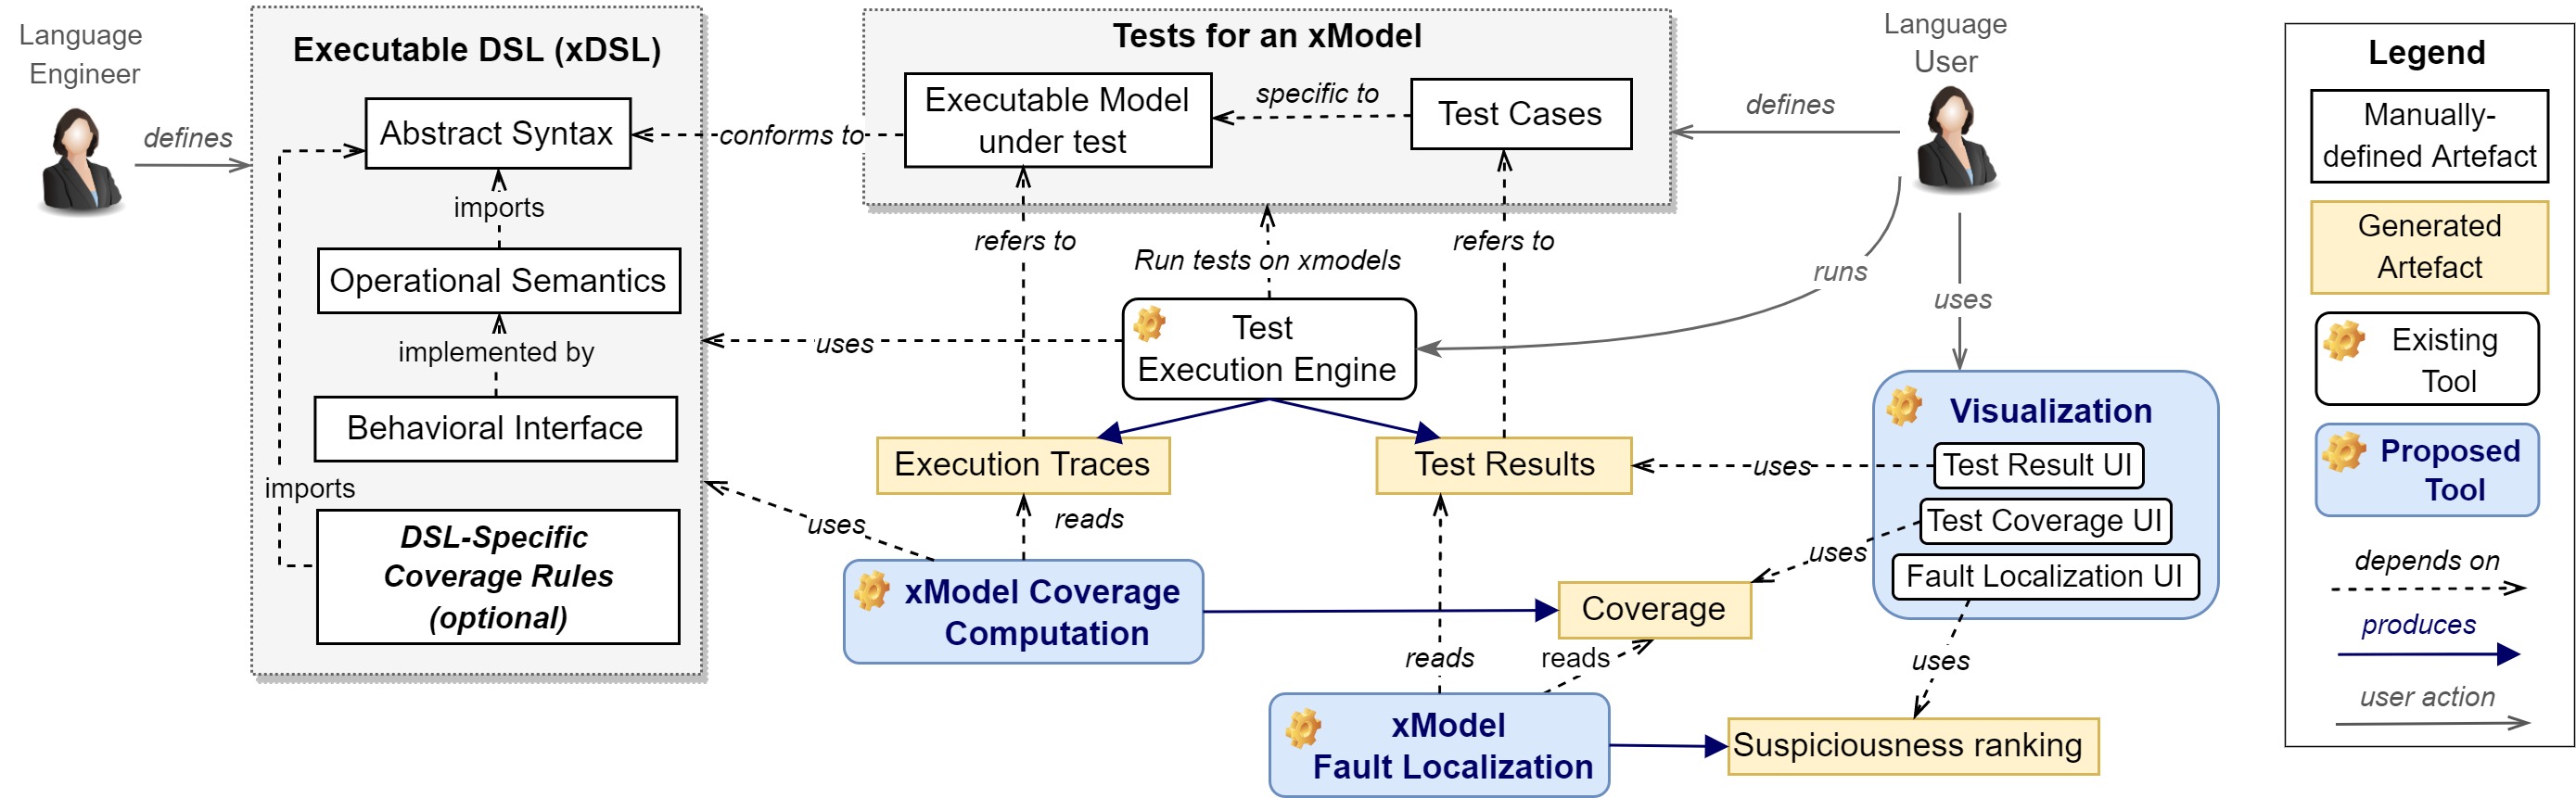 Language
Engineer
defines
Executable DSL (xDSL)
Abstract Syntax
imports
Operational Semantics
implemented by
Behavioral Interface
imports
DSL-Specific
Coverage Rules
(optional)
conforms to
Tests for an xModel
Executable Model
under test
specific to
Test Cases
defines
Language
User
refers to
Run tests on xmodels
refers to
runs
uses
uses
Test
Execution Engine
Execution Traces
Test Results
uses
reads
uses
xModel Coverage
Computation
Coverage
reads
reads
xModel
Fault Localization
Suspiciousness ranking
Visualization
Test Result UI
Test Coverage UI
Fault Localization UI
uses
uses
Legend
Manually-
defined Artefact
Generated
Artefact
Existing
Tool
Proposed
Tool
depends on
produces
user action